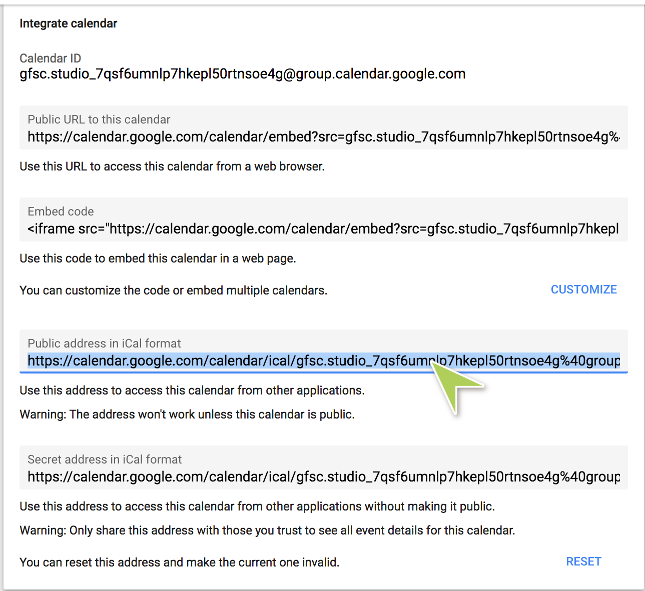 Integrate calendar
Calendar ID
gfsc.studio_7qsf6umnlp7hkepl50rtnsoe4g@group.calendar.google.com
Public URL to this calendar
https://calendar.google.com/calendar/embed?src=gfsc.studio_7qsf6umnlp7hkepl50rtnsoe4g%
Use this URL to access this calendar from a web browser.
Embed code
<iframe src="https://calendar.google.com/calendar/embed?src=gfsc.studio_7qsf6umnlp7hkepl
Use this code to embed this calendar in a web page.
You can customize the code or embed multiple calendars.
CUSTOMIZE
Public address in iCal format
https://calendar.google.com/calendar/ical/gfsc.studio_7qsf6umnlp7hkepl50rtnsoe4g%40group
Use this address to access this calendar from other applications.
Warning: The address won't work unless this calendar is public.
Secret address in iCal format
https://calendar.google.com/calendar/ical/gfsc.studio_7qsf6umnlp7hkepl50rtnsoe4g%40group
Use this address to access this calendar from other applications without making it public.
Warning: Only share this address with those you trust to see all event details for this calendar.
You can reset this address and make the current one invalid.
RESET